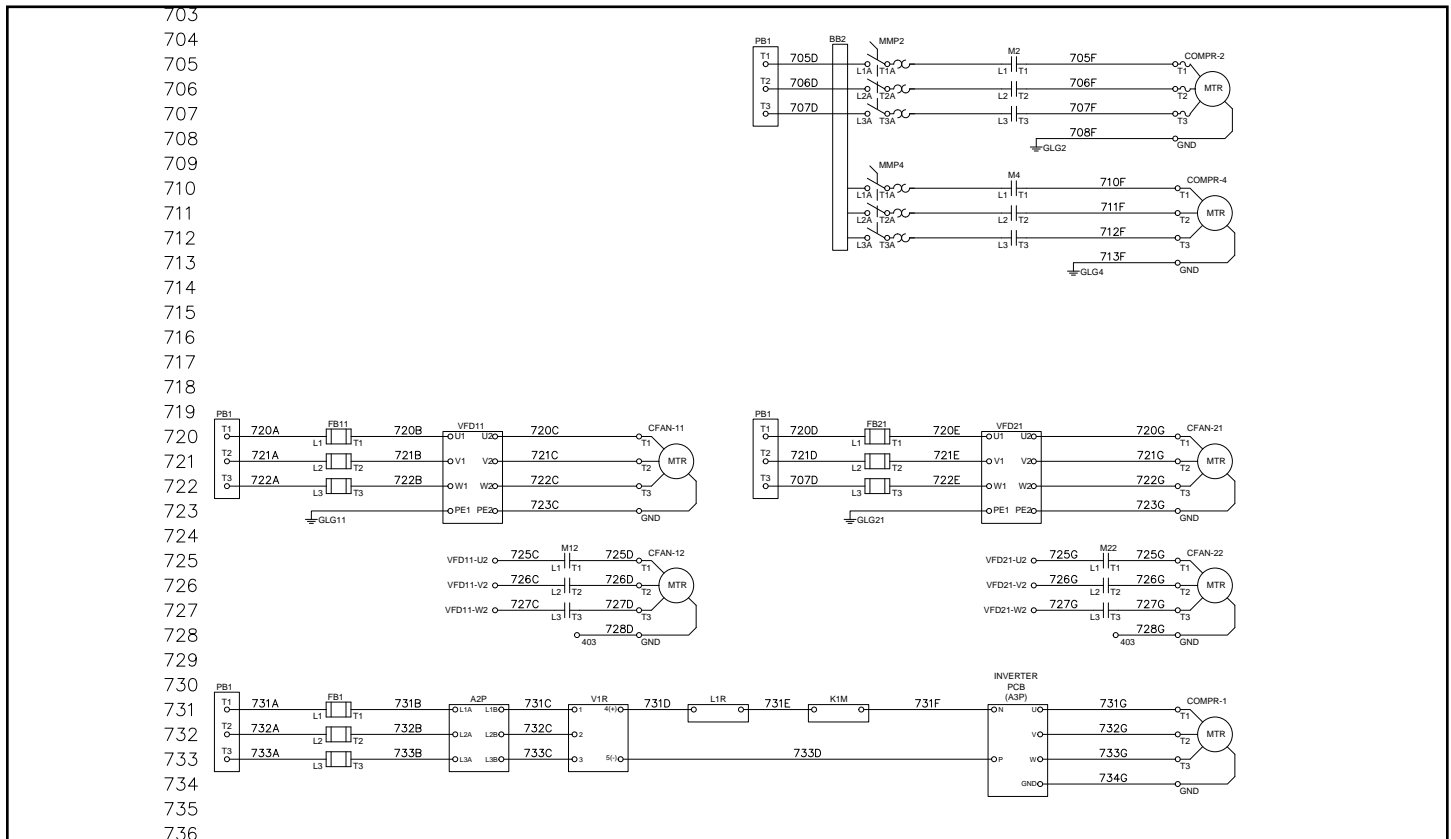 703
704
PB1 BB2 MMP2 M2
705 T1 705D L1A T1A L1 T1 705F T1 COMPR-2
706 T2 706D L2A T2A L2 T2 706F T2 MTR
707 T3 707D L3A T3A L3 T3 707F T3
708 GLG2 708F GND
709
MMP4 M4
710 L1A T1A L1 T1 710F T1 COMPR-4
711 L2A T2A L2 T2 711F T2 MTR
712 L3A T3A L3 T3 712F T3
713 GLG4 713F GND
714
715
716
717
718
719
PB1 FB11 VFD11 CFAN-11 PB1 FB21 VFD21 CFAN-21
720 T1 720A L1 T1 720B U1 U2 720C T1 T1 720D L1 T1 720E U1 U2 720G T1
721 T2 721A L2 T2 721B V1 V2 721C T2 MTR T2 721D L2 T2 721E V1 V2 721G T2 MTR
722 T3 722A L3 T3 722B W1 W2 722C T3 T3 707D L3 T3 722E W1 W2 722G T3
723 GLG11 PE1 PE2 723C GND GLG21 PE1 PE2 723G GND
724
M12 CFAN-12 M22 CFAN-22
725 VFD11-U2 725C L1 T1 725D T1 VFD21-U2 725G L1 T1 725G T1
726 VFD11-V2 726C L2 T2 726D T2 MTR VFD21-V2 726G L2 T2 726G T2 MTR
727 VFD11-W2 727C L3 T3 727D T3 VFD21-W2 727G L3 T3 727G T3
728 403 728D GND 403 728G GND
729
730
INVERTER
PCB
(A3P)
PB1 FB1 A2P V1R L1R K1M COMPR-1
731 T1 731A L1 T1 731B L1A L1B 731C 1 4(+) 731D 731E 731F N U 731G T1
732 T2 732A L2 T2 732B L2A L2B 732C 2 V 732G T2 MTR
733 T3 733A L3 T3 733B L3A L3B 733C 3 5(-) 733D P W 733G T3
734 GND 734G GND
735
736